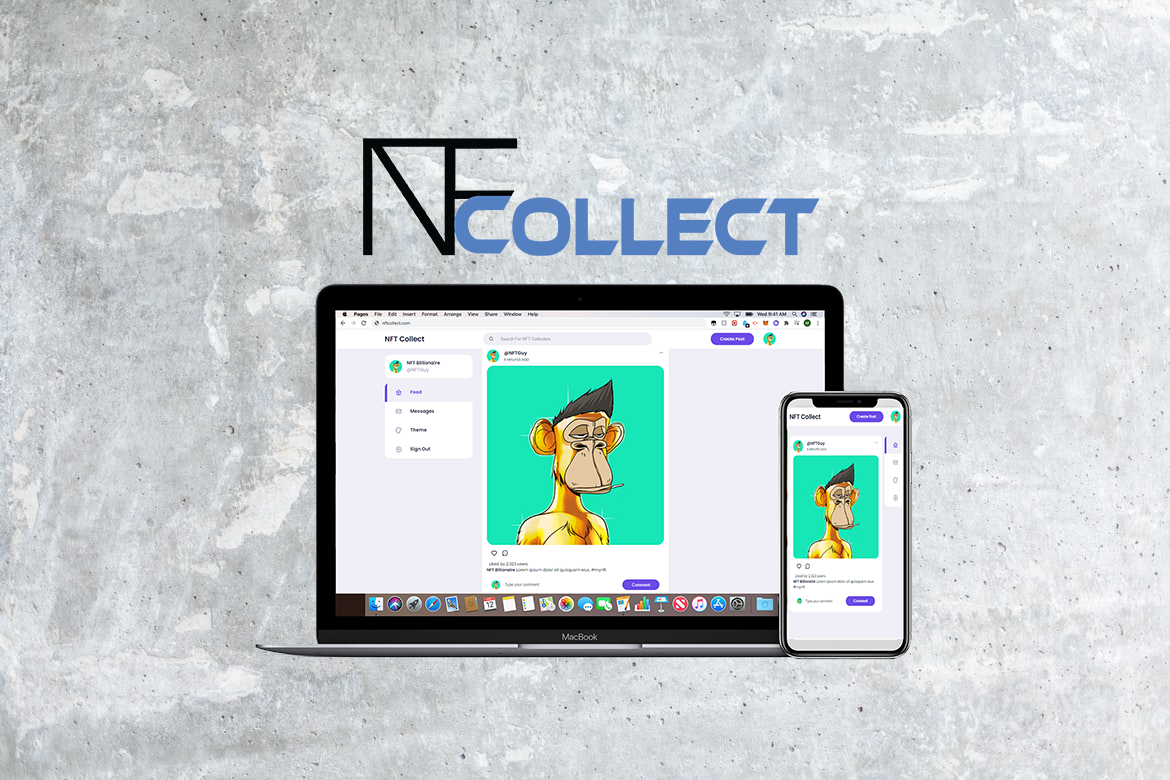 NF
COLLECT
Pages File Edit Insert Format Arrange View Share Window Help
Wed 9:41 AM
nftcollect.com
NFT Collect
Search For NFT Collectors
Create Post
NFT Billionaire
@NFTGuy
Feed
Messages
Theme
Sign Out
@NFTGuy
5 MINUTES AGO
Liked by 2,323 users
NFT Billionaire Lorem ipsum dolor sit quisquam eius. #mynft
Type your comment
Comment
12
MacBook
NFT Collect
Create Post
@NFTGuy
5 MINUTES AGO
Liked by 2,323 users
NFT Billionaire Lorem ipsum dolor sit quisquam eius.
#mynft
Type your comment
Comment